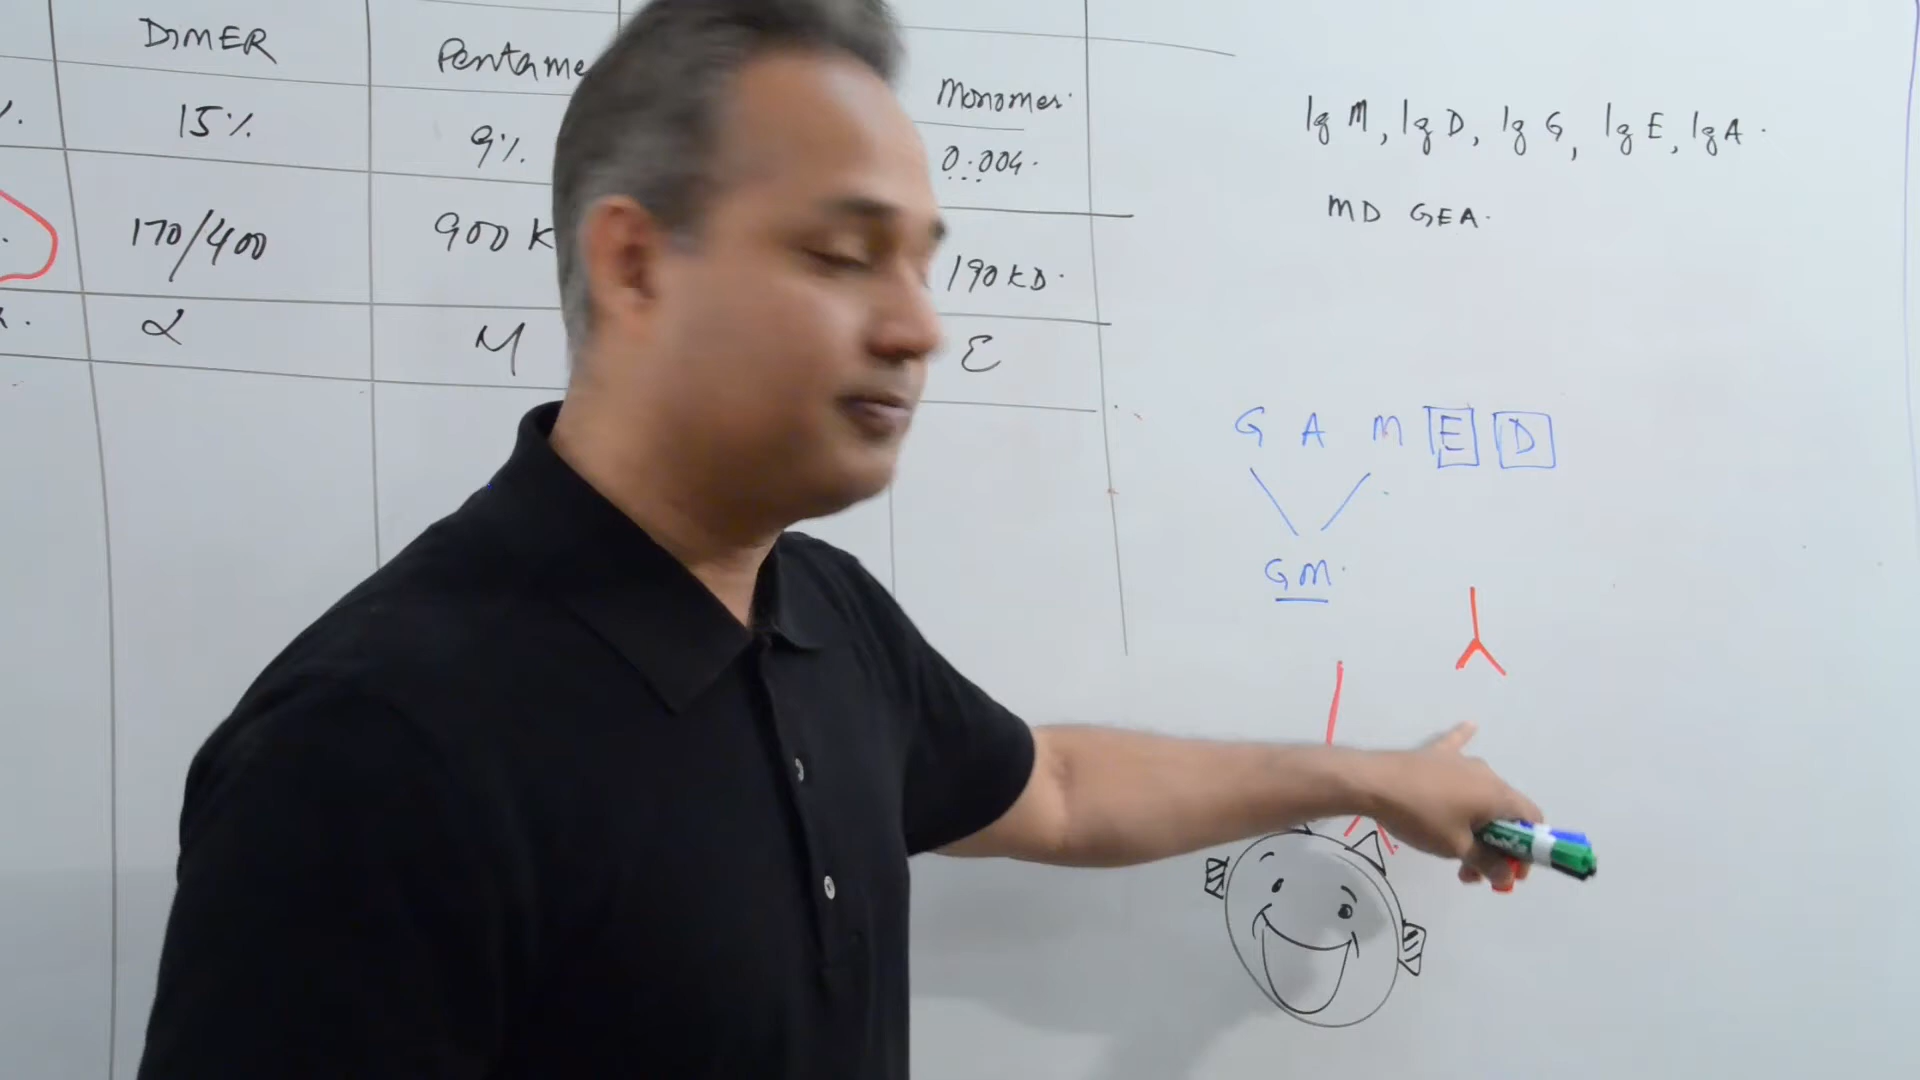 DIMER Pentame Monomer.
%. 15% 9% 0.004.
170/400 900 K 190 KD.
α M ε
Ig M, Ig D, Ig G, Ig E, Ig A.
MD GEA.
G A M E D
GM.